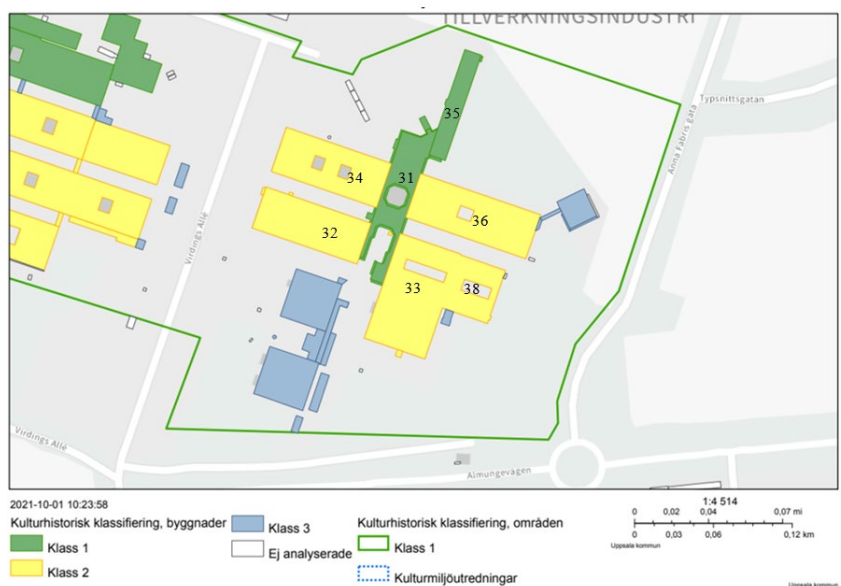 TILLVERKNINGSINDUSTRI
Typsnittsgatan
Anna Fabris gata
35
31
34
36
32
Virdings Allé
33
38
Virdings Allé
Almungevägen
2021-10-01 10:23:58
Kulturhistorisk klassifiering, byggnader
Klass 1
Klass 2
Klass 3
Ej analyserade
Kulturhistorisk klassifiering, områden
Klass 1
Kulturmiljöutredningar
1:4 514
0 0,02 0,04 0,07 mi
0 0,03 0,06 0,12 km
Uppsala kommun
Uppsala kommun